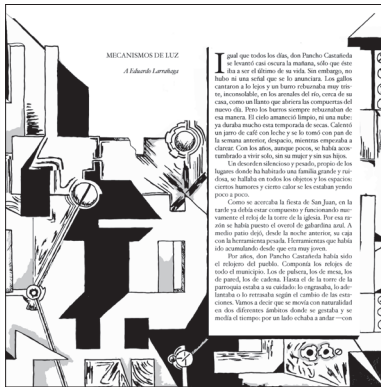 MECANISMOS DE LUZ
A Eduardo Larrañaga
Igual que todos los días, don Pancho Castañeda
se levantó casi oscura la mañana, sólo que éste
iba a ser el último de su vida. Sin embargo, no
hubo ni una señal que se lo anunciara. Los gallos
cantaron a lo lejos y un burro rebuznaba muy tris-
te, inconsolable, en los arenales del río, cerca de su
casa, como un llanto que abriera las compuertas del
nuevo día. Pero los burros siempre rebuznaban de
esa manera. El cielo amaneció limpio, ni una nube:
ya duraba mucho esta temporada de secas. Calentó
un jarro de café con leche y se lo tomó con pan de
la semana anterior, despacio, mientras empezaba a
clarear. Con los años, aunque pocos, se había acos-
tumbrado a vivir solo, sin su mujer y sin sus hijos.
Un desorden silencioso y pesado, propio de los
lugares donde ha habitado una familia grande y rui-
dosa, se hallaba en todos los objetos y los espacios;
ciertos humores y cierto calor se les estaban yendo
poco a poco.
Como se acercaba la fiesta de San Juan, en la
tarde ya debía estar compuesto y funcionando nue-
vamente el reloj de la torre de la iglesia. Por esa ra-
zón se había puesto el overol de gabardina azul. A
medio patio dejó, desde la noche anterior, su caja
con la herramienta pesada. Herramientas que había
ido acumulando desde que era muy joven.
Por años, don Pancho Castañeda había sido
el relojero del pueblo. Componía los relojes de
todo el municipio. Los de pulsera, los de mesa, los
de pared, los de cadena. Hasta el de la torre de la
parroquia estaba a su cuidado: lo engrasaba, lo ade-
lantaba o lo retrasaba según el cambio de las esta-
ciones. Vamos a decir que se movía con naturalidad
en dos diferentes ámbitos donde se gestaba y se
medía el tiempo: por un lado echaba a andar —con